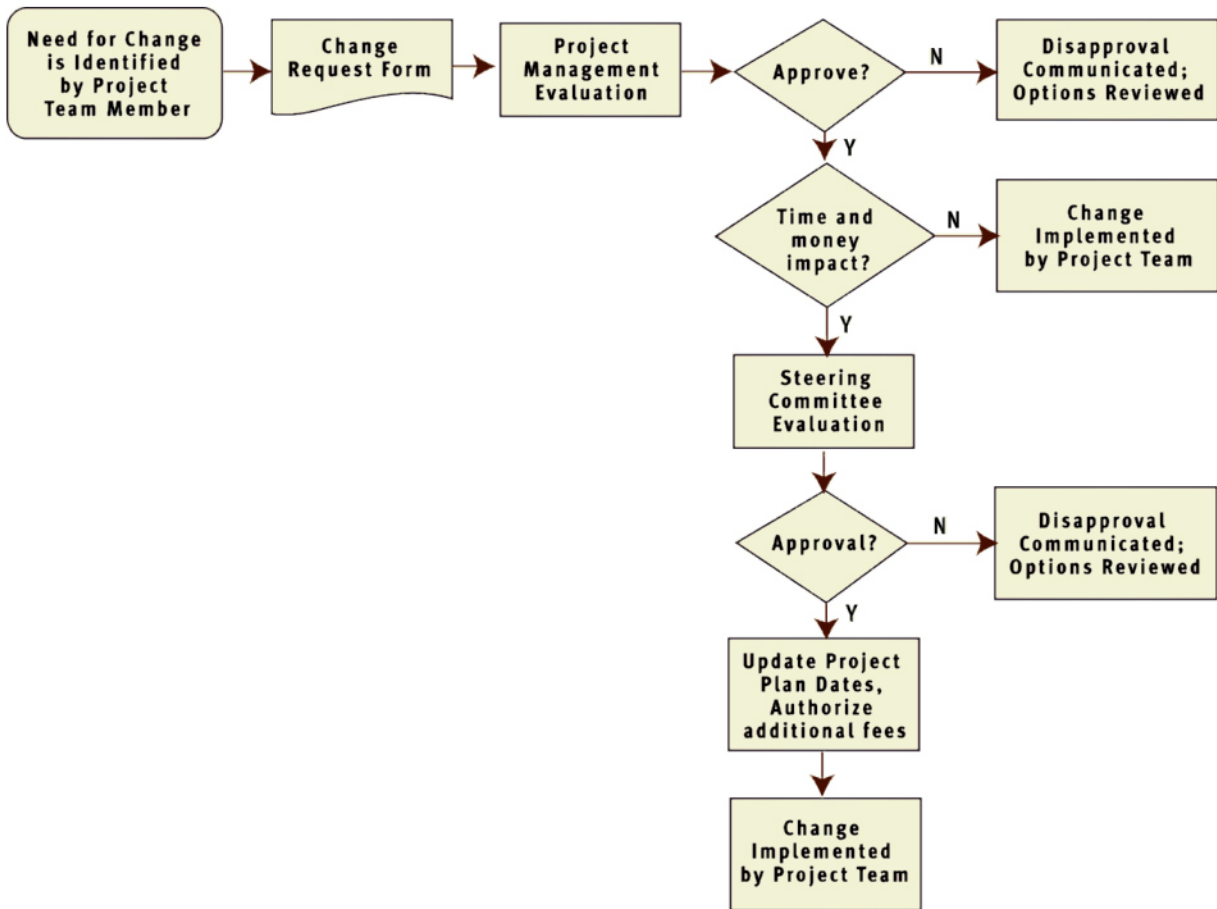 Need for Change
is Identified
by Project
Team Member
Change
Request Form
Project
Management
Evaluation
Approve?
N
Disapproval
Communicated;
Options Reviewed
Y
Time and
money
impact?
N
Change
Implemented
by Project Team
Y
Steering
Committee
Evaluation
Approval?
N
Disapproval
Communicated;
Options Reviewed
Y
Update Project
Plan Dates,
Authorize
additional fees
Change
Implemented
by Project Team